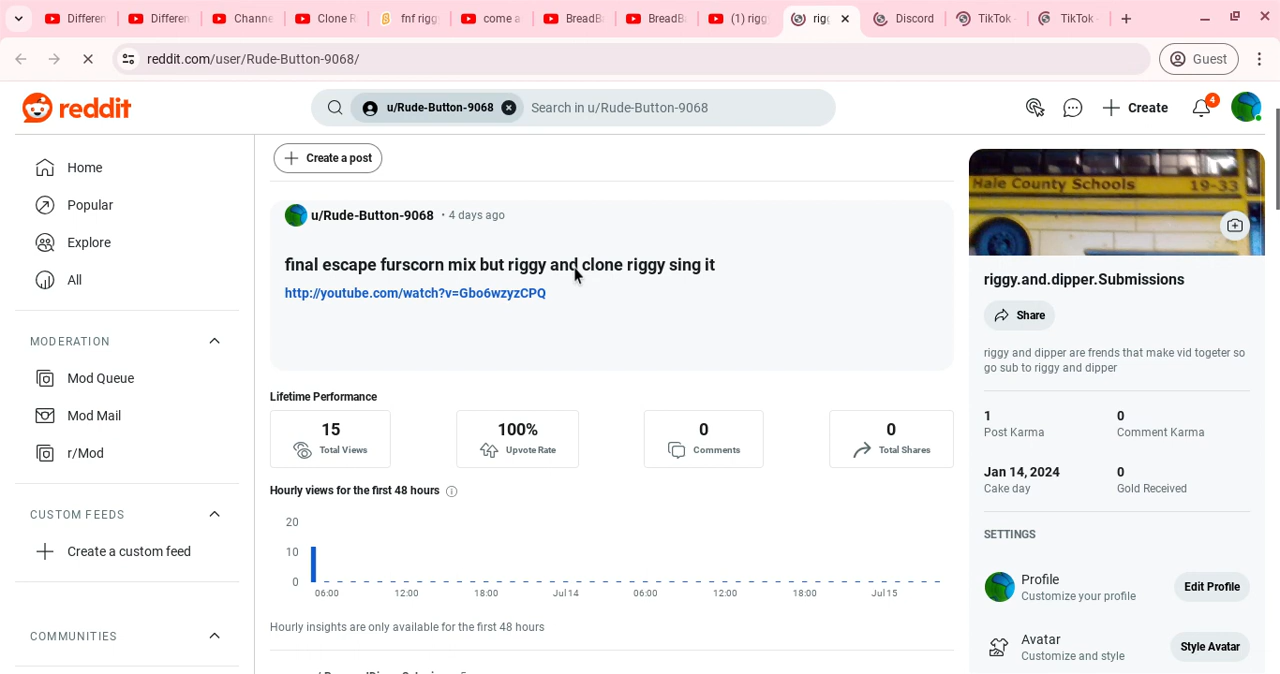 Differen
Differen
Channe
Clone R
fnf rigg
come a
BreadB
BreadB
(1) rigg
rigg
Discord
TikTok
TikTok
reddit.com/user/Rude-Button-9068/
Guest
reddit
u/Rude-Button-9068
Search in u/Rude-Button-9068
Create
4
Home
Popular
Explore
All
MODERATION
Mod Queue
Mod Mail
r/Mod
CUSTOM FEEDS
Create a custom feed
COMMUNITIES
Create a post
u/Rude-Button-9068 • 4 days ago
final escape furscorn mix but riggy and clone riggy sing it
http://youtube.com/watch?v=Gbo6wzyzCPQ
Lifetime Performance
15
Total Views
100%
Upvote Rate
0
Comments
0
Total Shares
Hourly views for the first 48 hours
20
10
0
06:00 12:00 18:00 Jul 14 06:00 12:00 18:00 Jul 15
Hourly insights are only available for the first 48 hours
Hale County Schools 19-33
riggy.and.dipper.Submissions
Share
riggy and dipper are frends that make vid togeter so
go sub to riggy and dipper
1
Post Karma
0
Comment Karma
Jan 14, 2024
Cake day
0
Gold Received
SETTINGS
Profile
Customize your profile
Edit Profile
Avatar
Customize and style
Style Avatar